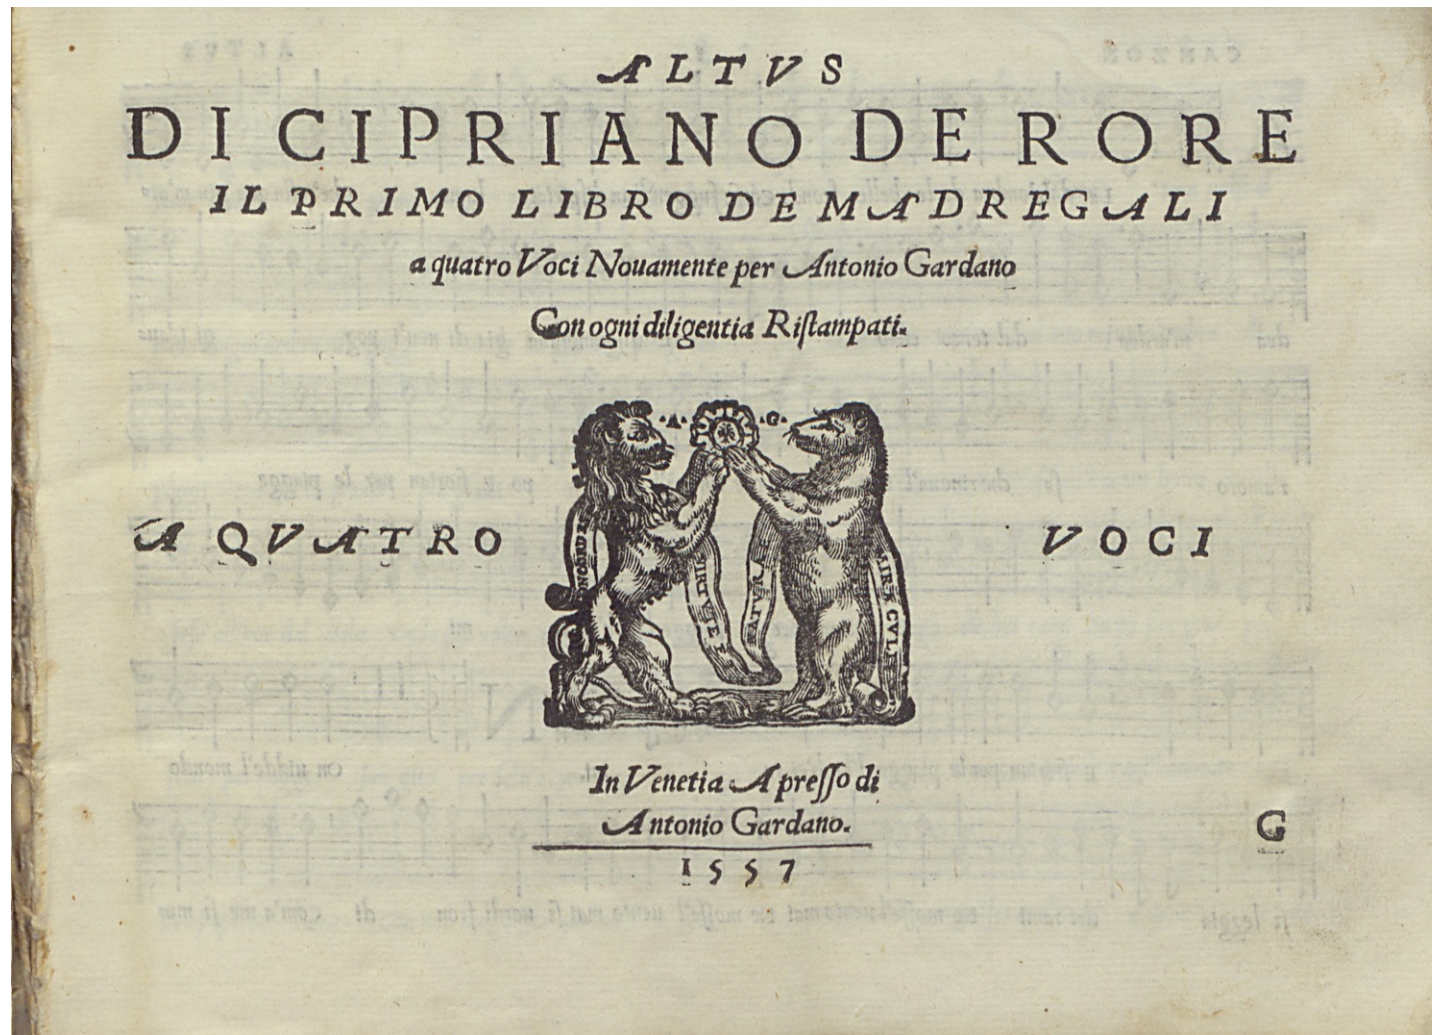 ALTVS
DI CIPRIANO DE RORE
IL PRIMO LIBRO DE MADREGALI
a quatro Voci Nouamente per Antonio Gardano
Con ogni diligentia Riſtampati.
·A· ·G·
A QVATRO VOCI
VIRTVTE
In Venetia Apreſſo di
Antonio Gardano.
G
1557